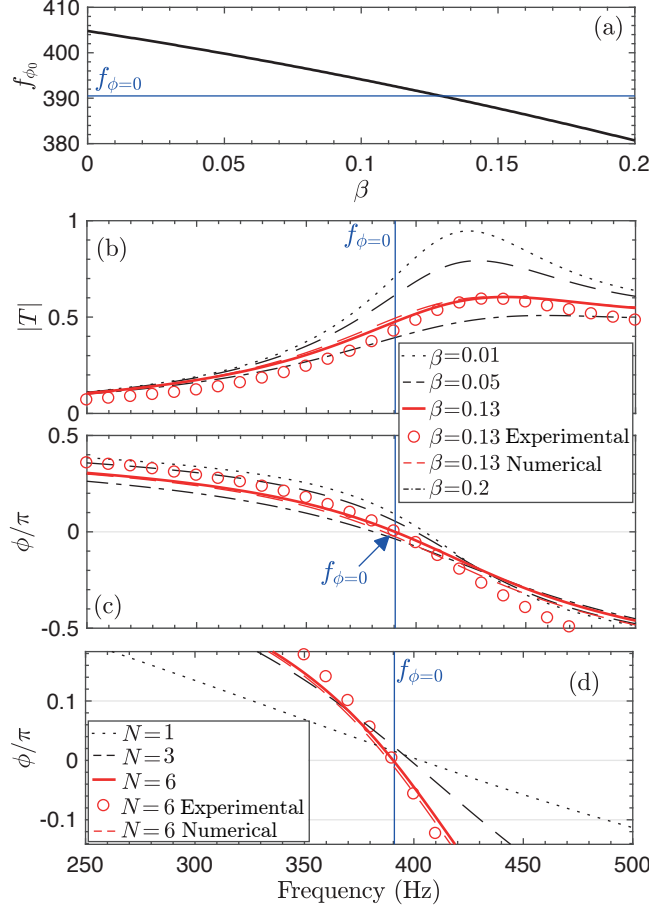 (a)
410
400
390
380
f_{ϕ_0}
f_{ϕ=0}
0
0.05
0.1
0.15
0.2
β
(b)
f_{ϕ=0}
1
0.5
0
|T|
β=0.01
β=0.05
β=0.13
β=0.13 Experimental
β=0.13 Numerical
β=0.2
0.5
0
-0.5
ϕ/π
f_{ϕ=0}
(c)
f_{ϕ=0}
(d)
0.1
0
-0.1
ϕ/π
N=1
N=3
N=6
N=6 Experimental
N=6 Numerical
250
300
350
400
450
500
Frequency (Hz)